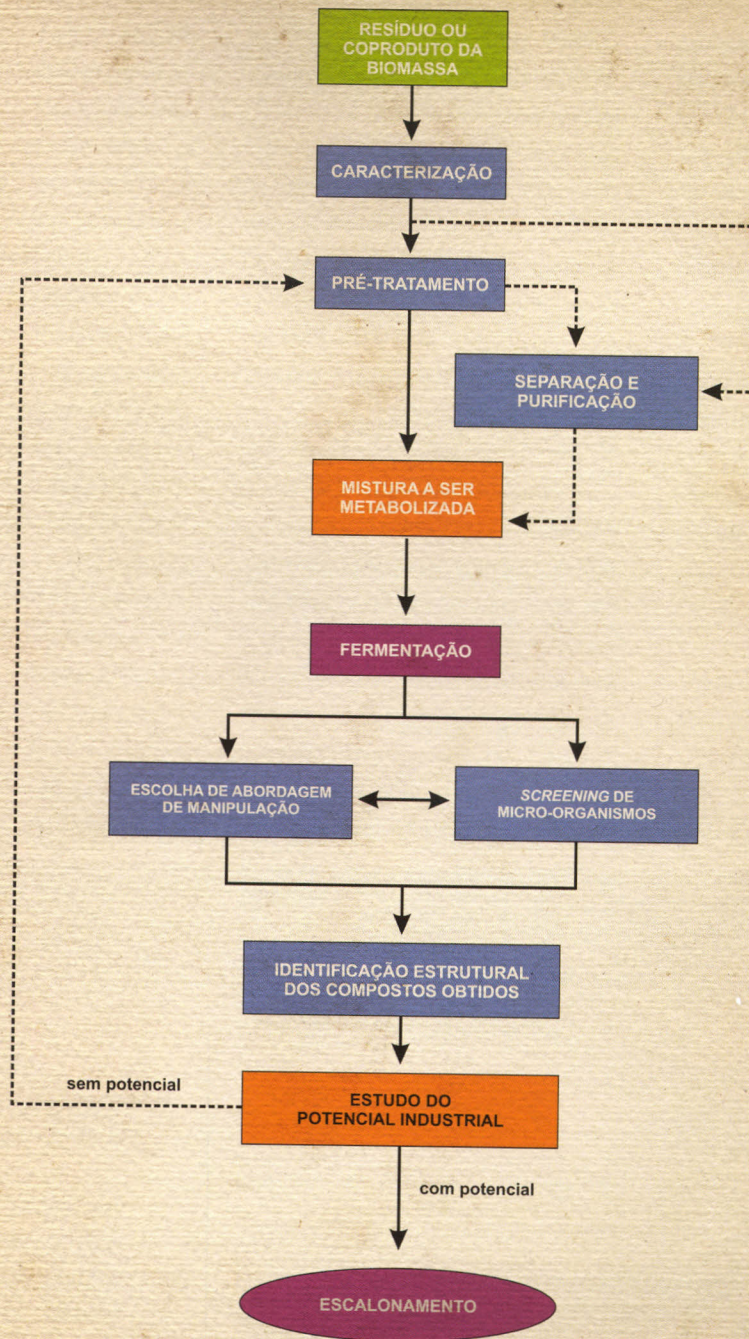 RESÍDUO OU
COPRODUTO DA
BIOMASSA
CARACTERIZAÇÃO
PRÉ-TRATAMENTO
SEPARAÇÃO E
PURIFICAÇÃO
MISTURA A SER
METABOLIZADA
FERMENTAÇÃO
ESCOLHA DE ABORDAGEM
DE MANIPULAÇÃO
SCREENING DE
MICRO-ORGANISMOS
IDENTIFICAÇÃO ESTRUTURAL
DOS COMPOSTOS OBTIDOS
sem potencial
ESTUDO DO
POTENCIAL INDUSTRIAL
com potencial
ESCALONAMENTO